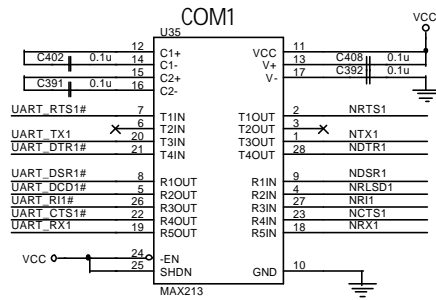 COM1
U35
VCC
12 C1+ VCC 11
C402 0.1u 14 C1- V+ 13 C408 0.1u
15 C2+ V- 17 C392 0.1u
C391 0.1u 16 C2-
UART_RTS1# 7 T1IN T1OUT 2 NRTS1
6 T2IN T2OUT 3
UART_TX1 20 T3IN T3OUT 1 NTX1
UART_DTR1# 21 T4IN T4OUT 28 NDTR1
UART_DSR1# 8 R1OUT R1IN 9 NDSR1
UART_DCD1# 5 R2OUT R2IN 4 NRLSD1
UART_RI1# 26 R3OUT R3IN 27 NRI1
UART_CTS1# 22 R4OUT R4IN 23 NCTS1
UART_RX1 19 R5OUT R5IN 18 NRX1
VCC 24 -EN
25 SHDN GND 10
MAX213